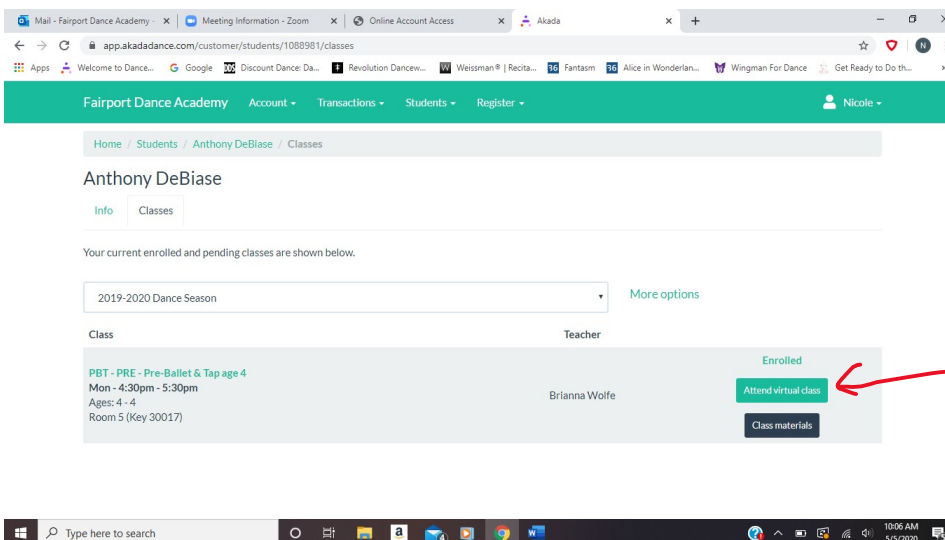 Mail - Fairport Dance Academy - Meeting Information - Zoom Online Account Access Akada
app.akadadance.com/customer/students/1088981/classes N
Apps Welcome to Dance... G Google DDS Discount Dance: Da... Revolution Dancew... W Weissman® | Recita... 36 Fantasm 36 Alice in Wonderlan... Wingman For Dance Get Ready to Do th...
Fairport Dance Academy Account Transactions Students Register Nicole
Home / Students / Anthony DeBiase / Classes
Anthony DeBiase
Info Classes
Your current enrolled and pending classes are shown below.
2019-2020 Dance Season More options
Class Teacher
Enrolled
PBT - PRE - Pre-Ballet & Tap age 4
Mon - 4:30pm - 5:30pm Brianna Wolfe Attend virtual class
Ages: 4 - 4
Room 5 (Key 30017) Class materials
Type here to search 10:06 AM
5/5/2020